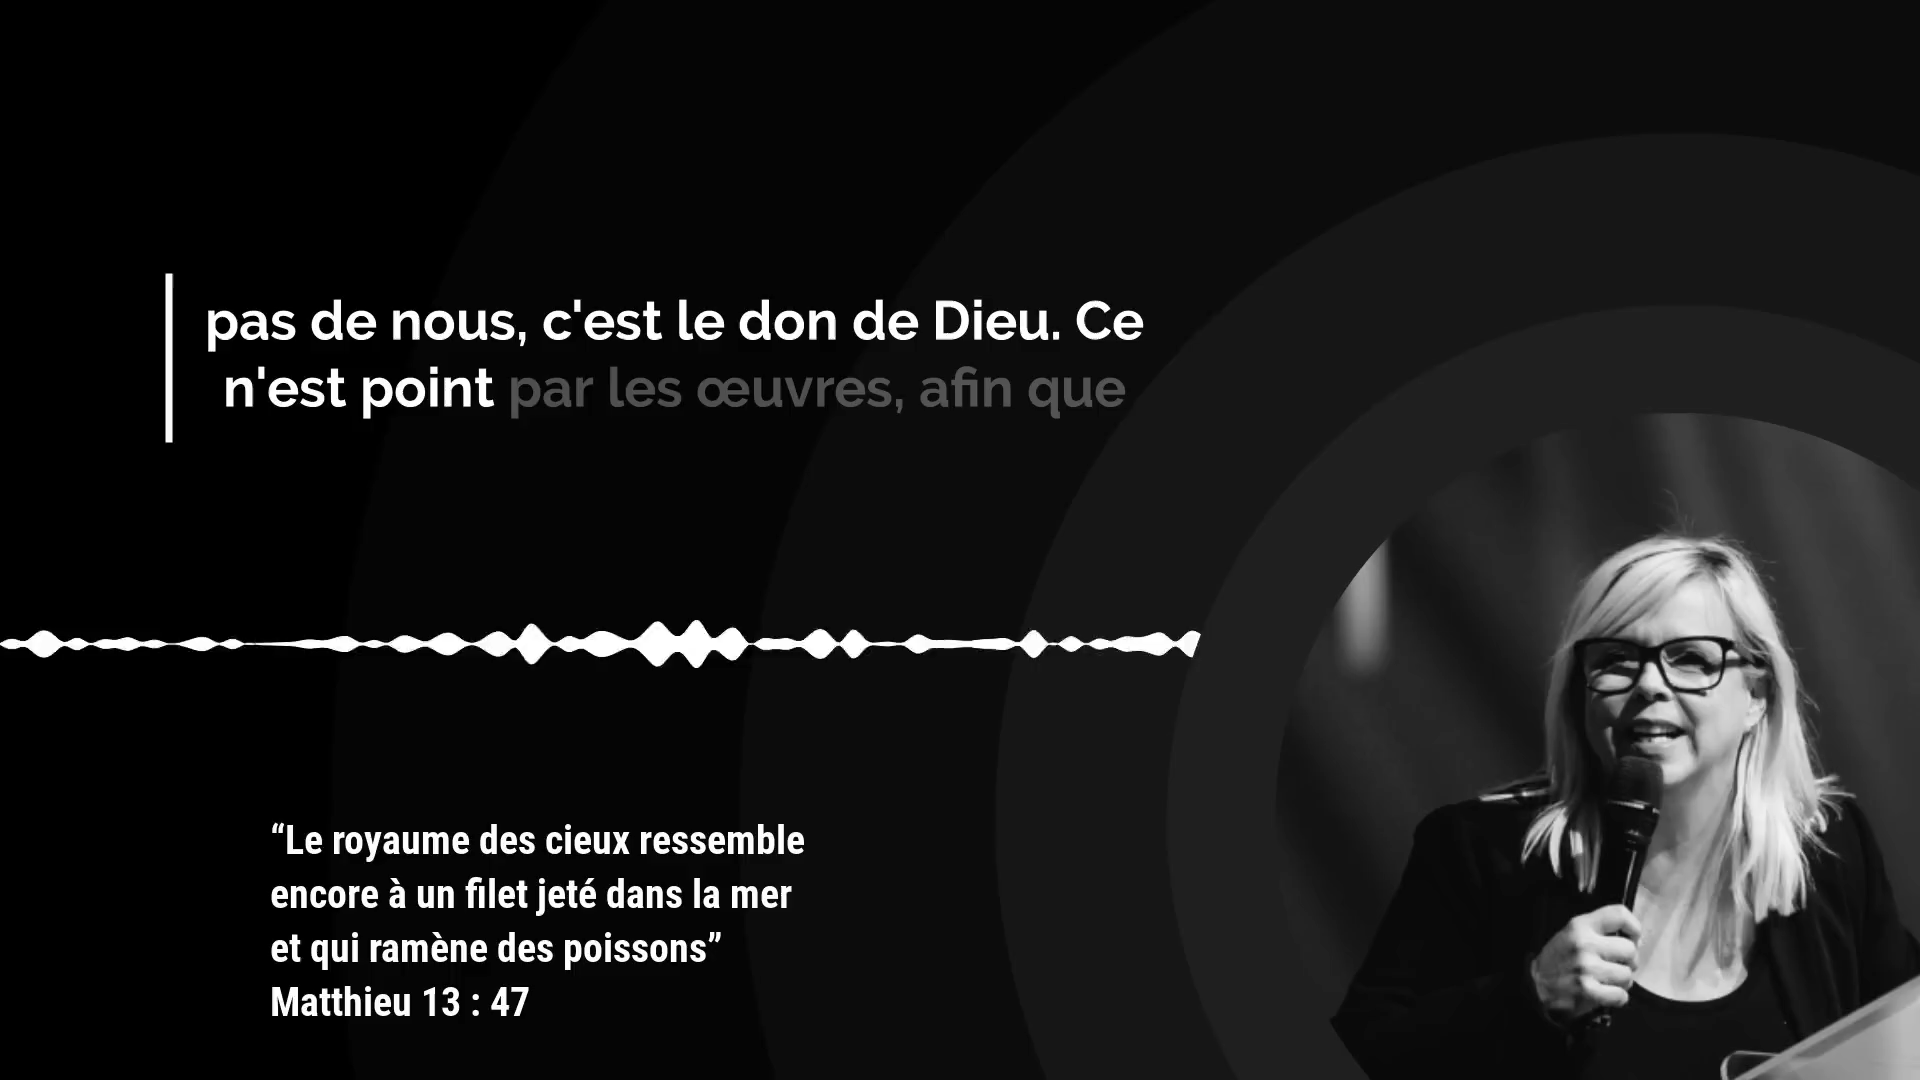 pas de nous, c'est le don de Dieu. Ce
n'est point par les œuvres, afin que
“Le royaume des cieux ressemble
encore à un filet jeté dans la mer
et qui ramène des poissons”
Matthieu 13 : 47